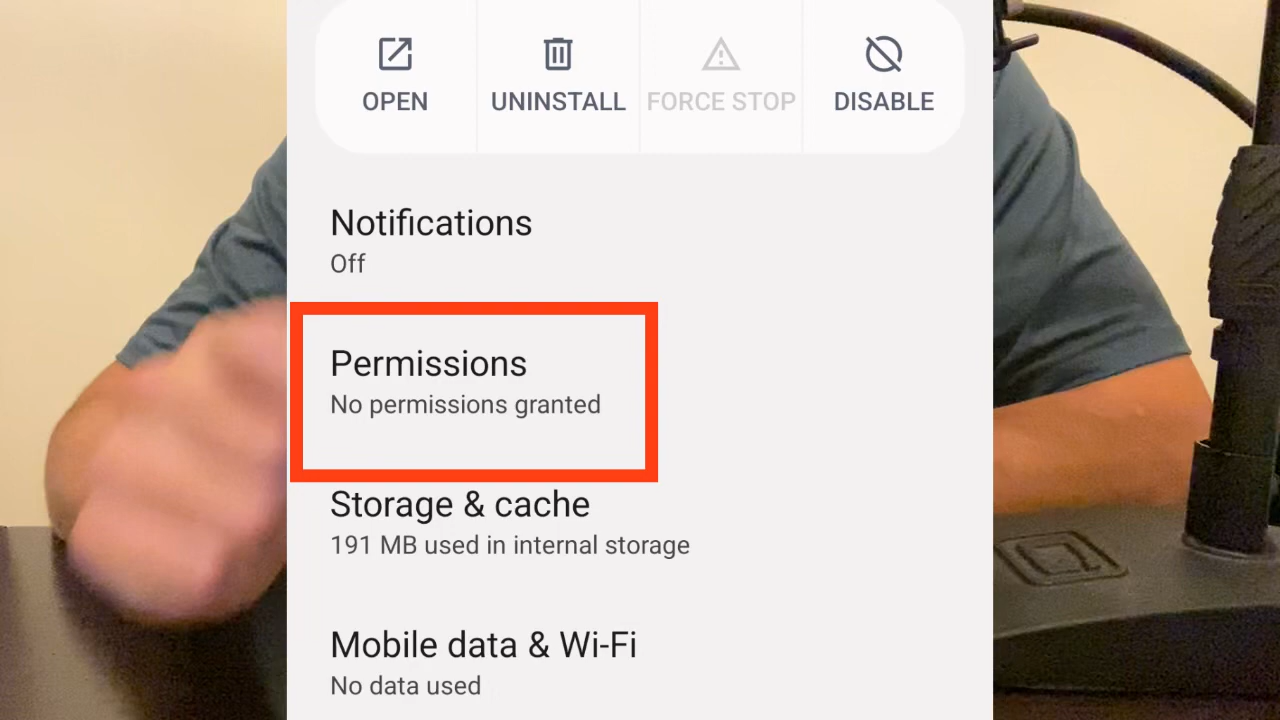 OPEN
UNINSTALL
FORCE STOP
DISABLE
Notifications
Off
Permissions
No permissions granted
Storage & cache
191 MB used in internal storage
Mobile data & Wi-Fi
No data used